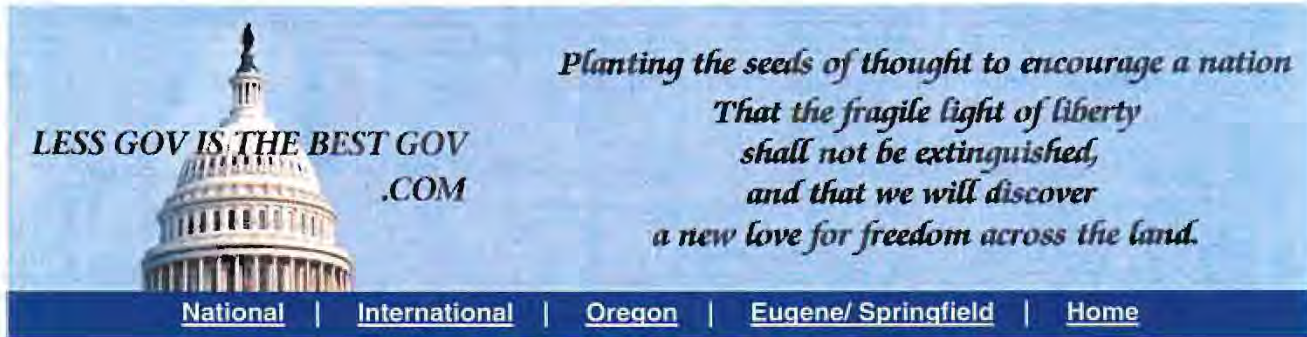 LESS GOV IS THE BEST GOV
.COM
Planting the seeds of thought to encourage a nation
That the fragile light of liberty
shall not be extinguished,
and that we will discover
a new love for freedom across the land.
National | International | Oregon | Eugene/ Springfield | Home